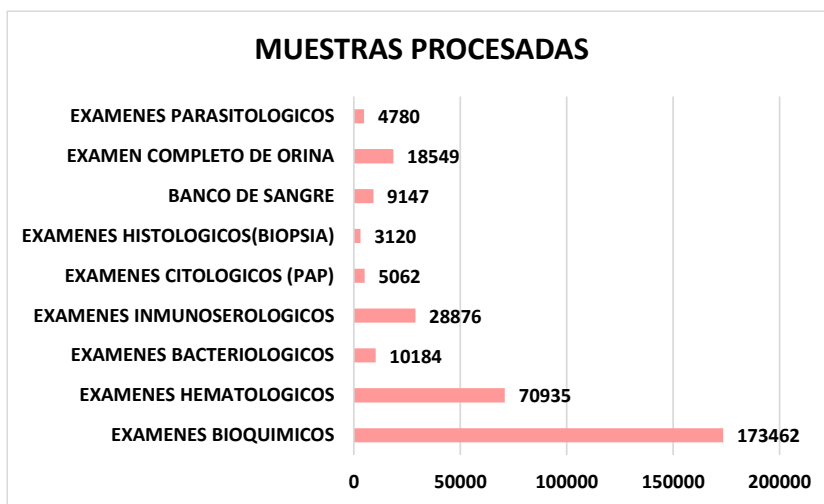 MUESTRAS PROCESADAS
EXAMENES PARASITOLOGICOS 4780
EXAMEN COMPLETO DE ORINA 18549
BANCO DE SANGRE 9147
EXAMENES HISTOLOGICOS(BIOPSIA) 3120
EXAMENES CITOLOGICOS (PAP) 5062
EXAMENES INMUNOSEROLOGICOS 28876
EXAMENES BACTERIOLOGICOS 10184
EXAMENES HEMATOLOGICOS 70935
EXAMENES BIOQUIMICOS 173462
0 50000 100000 150000 200000